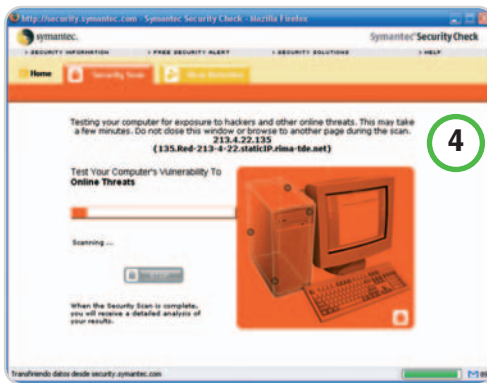 http://security.symantec.com - Symantec Security Check - Mozilla Firefox
symantec.
Symantec Security Check
> SECURITY INFORMATION > FREE SECURITY ALERT > SECURITY SOLUTIONS > HELP
Home Security Scan Virus Detection
Testing your computer for exposure to hackers and other online threats. This may take
a few minutes. Do not close this window or browse to another page during the scan.
213.4.22.135
(135.Red-213-4-22.staticIP.rima-tde.net)
4
Test Your Computer's Vulnerability To
Online Threats
Scanning ...
STOP
When the Security Scan is complete,
you will receive a detailed analysis of
your results.
Transfiriendo datos desde security.symantec.com